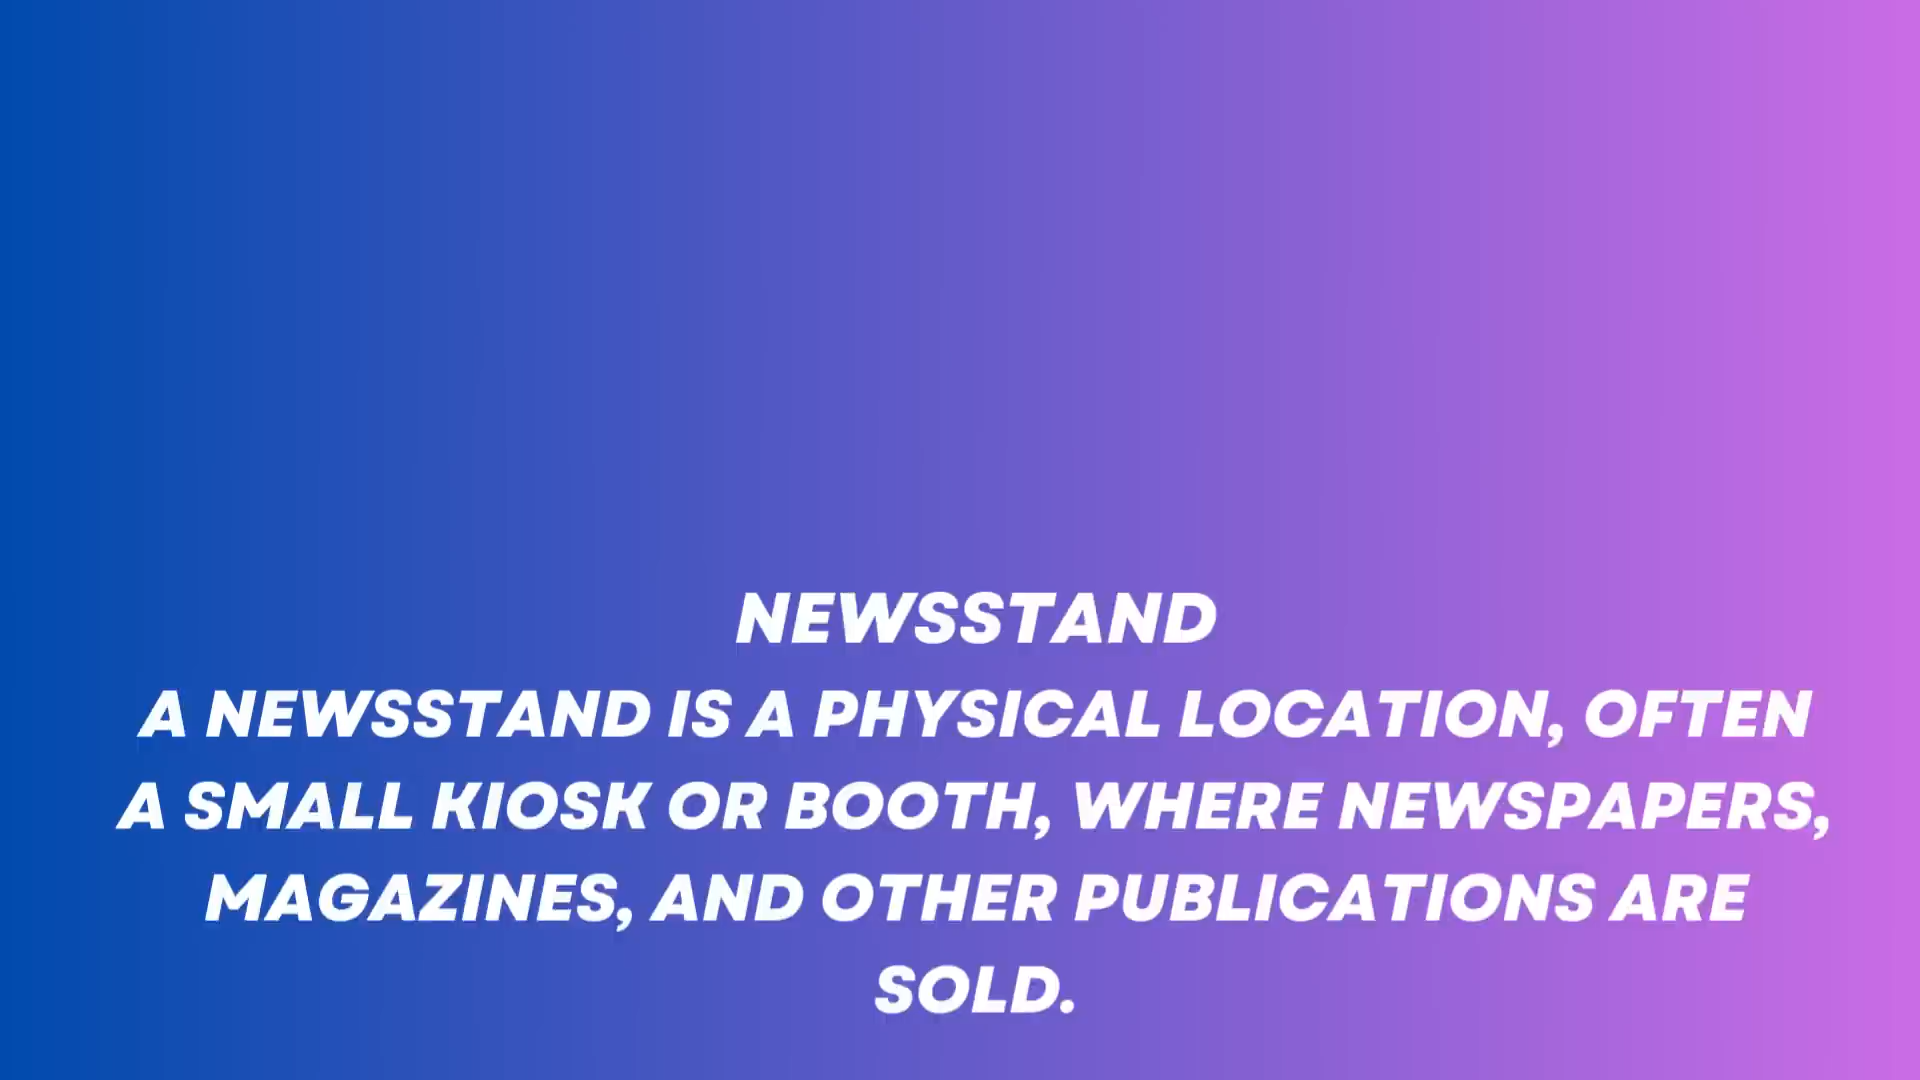 NEWSSTAND
A NEWSSTAND IS A PHYSICAL LOCATION, OFTEN
A SMALL KIOSK OR BOOTH, WHERE NEWSPAPERS,
MAGAZINES, AND OTHER PUBLICATIONS ARE
SOLD.